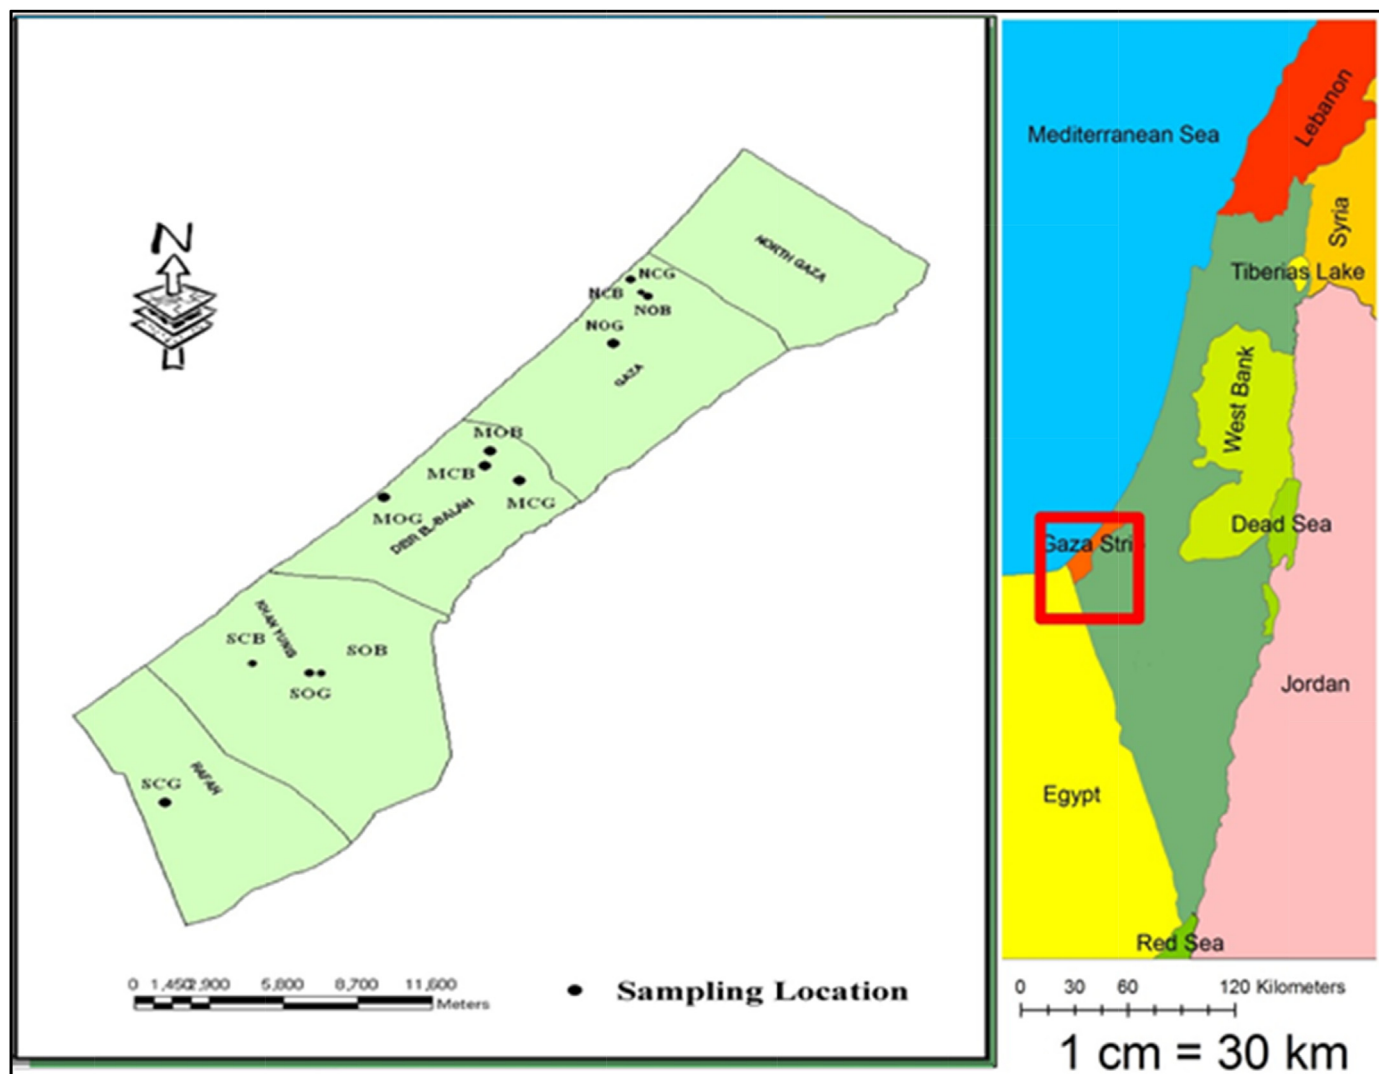 N
NORTH GAZA
NCG
NCB
NOB
NOG
GAZA
MOB
MCB
MCG
MOG
DEIR EL-BALAH
KHAN YUNIS
SCB
SOB
SOG
RAFAH
SCG
0 1,450 2,900 5,800 8,700 11,600
Meters
Sampling Location
Mediterranean Sea
Lebanon
Syria
Tiberias Lake
West Bank
Dead Sea
Gaza Stri
Jordan
Egypt
Red Sea
0 30 60 120 Kilometers
1 cm = 30 km